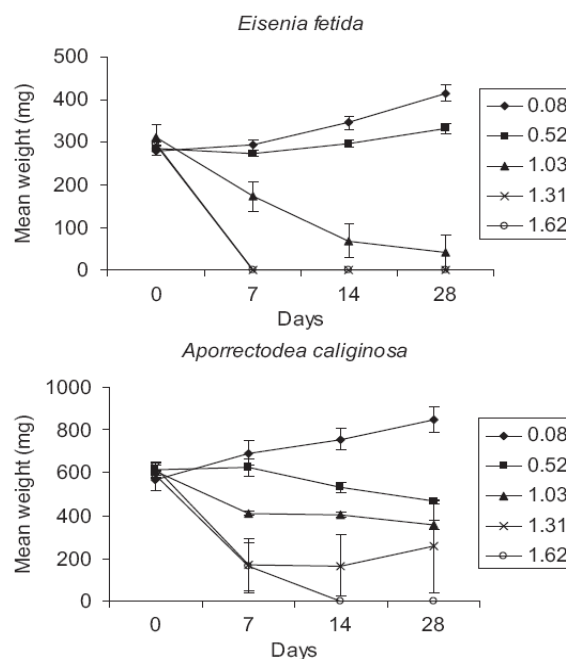 Eisenia fetida
500
400
300
200
100
0
Mean weight (mg)
0 7 14 28
Days
0.08
0.52
1.03
1.31
1.62
Aporrectodea caliginosa
1000
800
600
400
200
0
Mean weight (mg)
0 7 14 28
Days
0.08
0.52
1.03
1.31
1.62